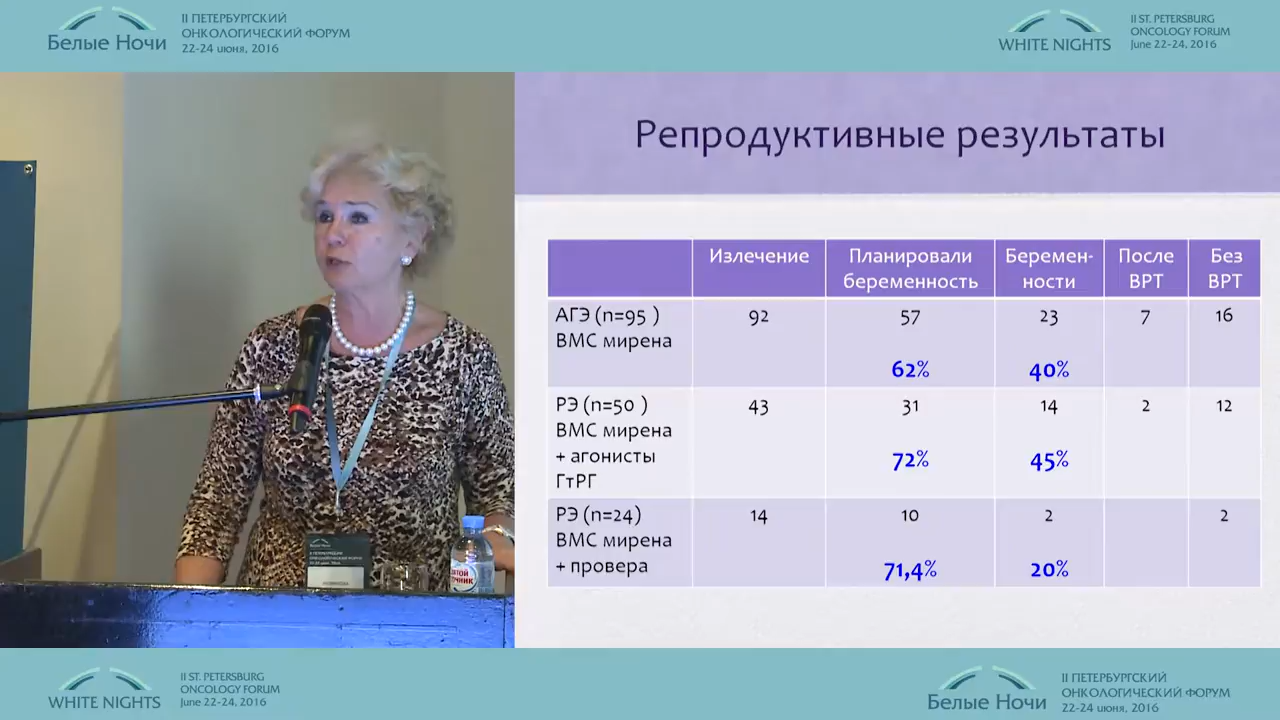 Белые Ночи
II ПЕТЕРБУРГСКИЙ
ОНКОЛОГИЧЕСКИЙ ФОРУМ
22-24 июня, 2016
WHITE NIGHTS
II ST. PETERSBURG
ONCOLOGY FORUM
June 22-24, 2016
Репродуктивные результаты
Излечение
Планировали
беременность
Беремен-
ности
После
ВРТ
Без
ВРТ
АГЭ (n=95 )
ВМС мирена
92
57
62%
23
40%
7
16
РЭ (n=50 )
ВМС мирена
+ агонисты
ГтРГ
43
31
72%
14
45%
2
12
РЭ (n=24)
ВМС мирена
+ провера
14
10
71,4%
2
20%
2
WHITE NIGHTS
II ST. PETERSBURG
ONCOLOGY FORUM
June 22-24, 2016
Белые Ночи
II ПЕТЕРБУРГСКИЙ
ОНКОЛОГИЧЕСКИЙ ФОРУМ
22-24 июня, 2016